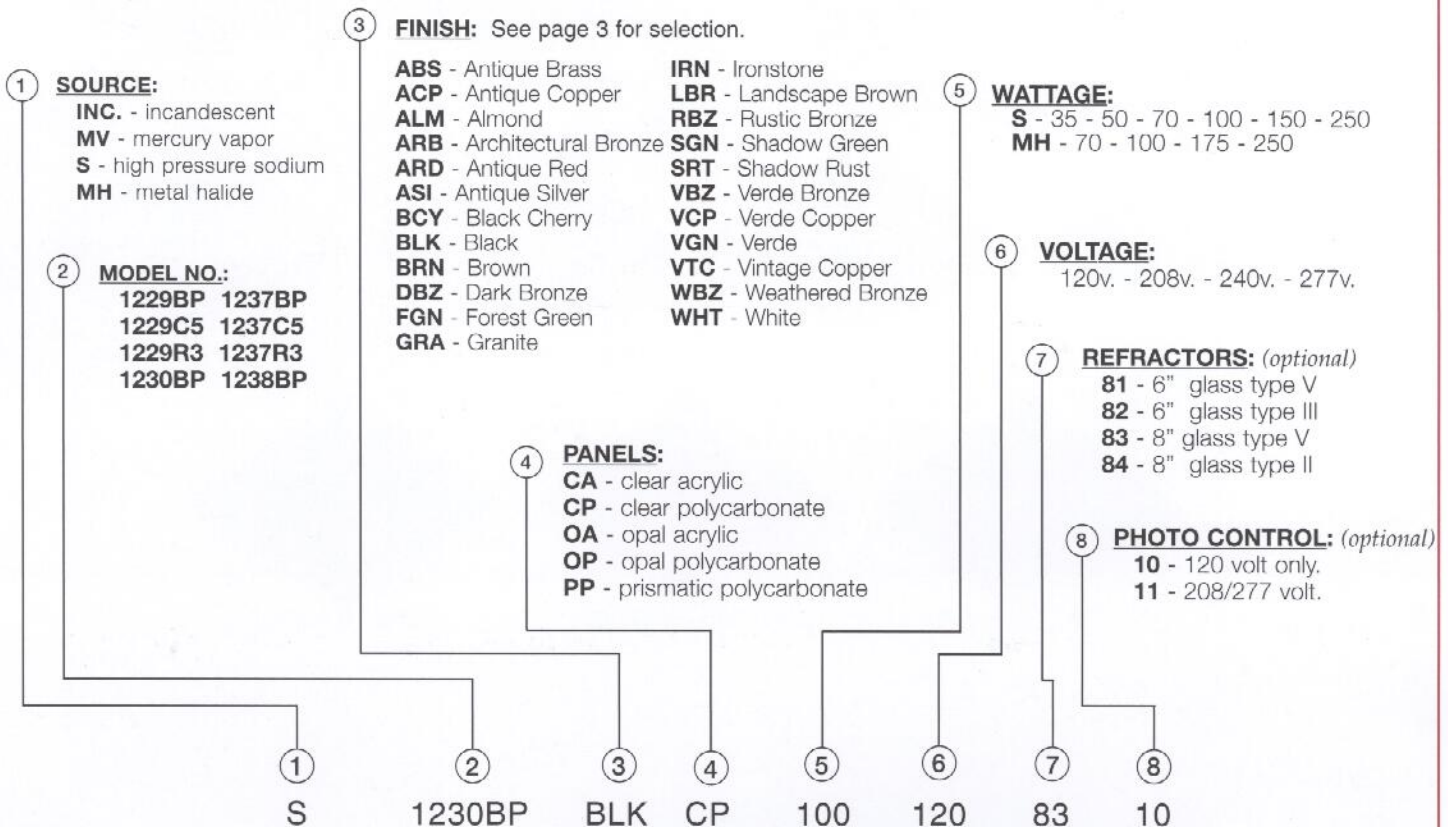 1 SOURCE:
INC. - incandescent
MV - mercury vapor
S - high pressure sodium
MH - metal halide
2 MODEL NO.:
1229BP 1237BP
1229C5 1237C5
1229R3 1237R3
1230BP 1238BP
3 FINISH: See page 3 for selection.
ABS - Antique Brass
ACP - Antique Copper
ALM - Almond
ARB - Architectural Bronze
ARD - Antique Red
ASI - Antique Silver
BCY - Black Cherry
BLK - Black
BRN - Brown
DBZ - Dark Bronze
FGN - Forest Green
GRA - Granite
IRN - Ironstone
LBR - Landscape Brown
RBZ - Rustic Bronze
SGN - Shadow Green
SRT - Shadow Rust
VBZ - Verde Bronze
VCP - Verde Copper
VGN - Verde
VTC - Vintage Copper
WBZ - Weathered Bronze
WHT - White
4 PANELS:
CA - clear acrylic
CP - clear polycarbonate
OA - opal acrylic
OP - opal polycarbonate
PP - prismatic polycarbonate
5 WATTAGE:
S - 35 - 50 - 70 - 100 - 150 - 250
MH - 70 - 100 - 175 - 250
6 VOLTAGE:
120v. - 208v. - 240v. - 277v.
7 REFRACTORS: (optional)
81 - 6" glass type V
82 - 6" glass type III
83 - 8" glass type V
84 - 8" glass type II
8 PHOTO CONTROL: (optional)
10 - 120 volt only.
11 - 208/277 volt.
1 2 3 4 5 6 7 8
S 1230BP BLK CP 100 120 83 10